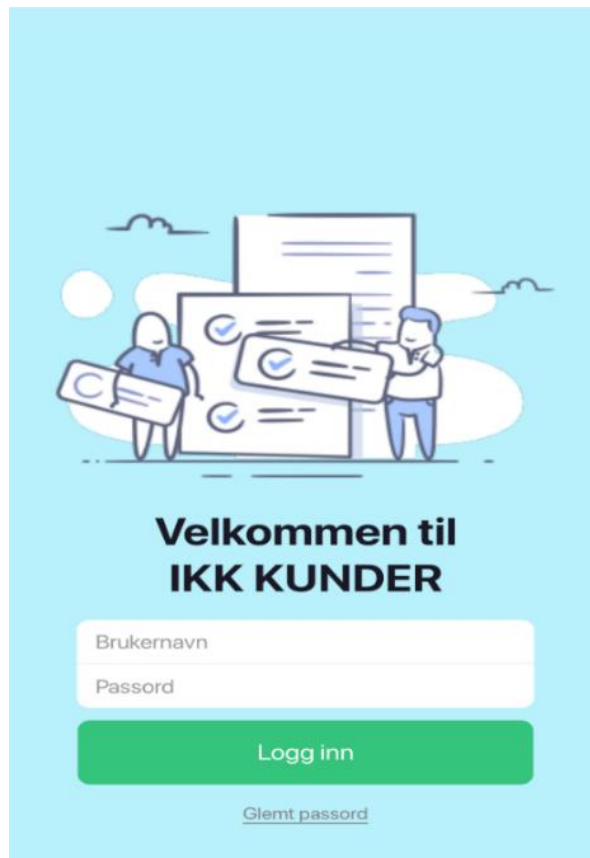 Velkommen til
IKK KUNDER
Brukernavn
Passord
Logg inn
Glemt passord